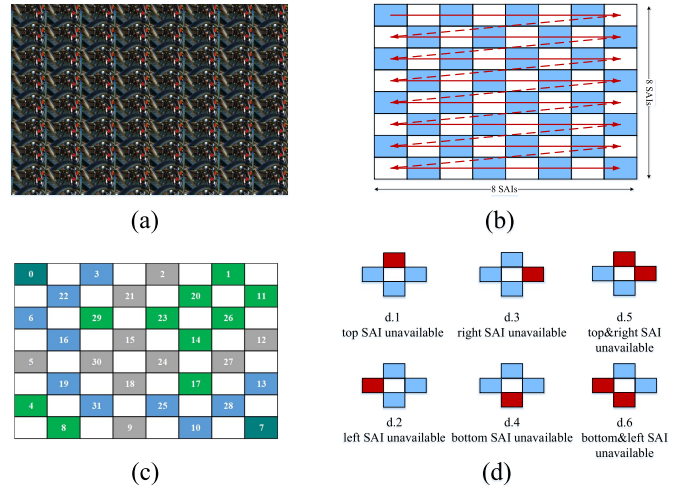 8 SAIs
8 SAIs
(a)
(b)
0 3 2 1
22 21 20 11
6 29 23 26
16 15 14 12
5 30 24 27
19 18 17 13
4 31 25 28
8 9 10 7
(c)
d.1
top SAI unavailable
d.3
right SAI unavailable
d.5
top&right SAI
unavailable
d.2
left SAI unavailable
d.4
bottom SAI unavailable
d.6
bottom&left SAI
unavailable
(d)